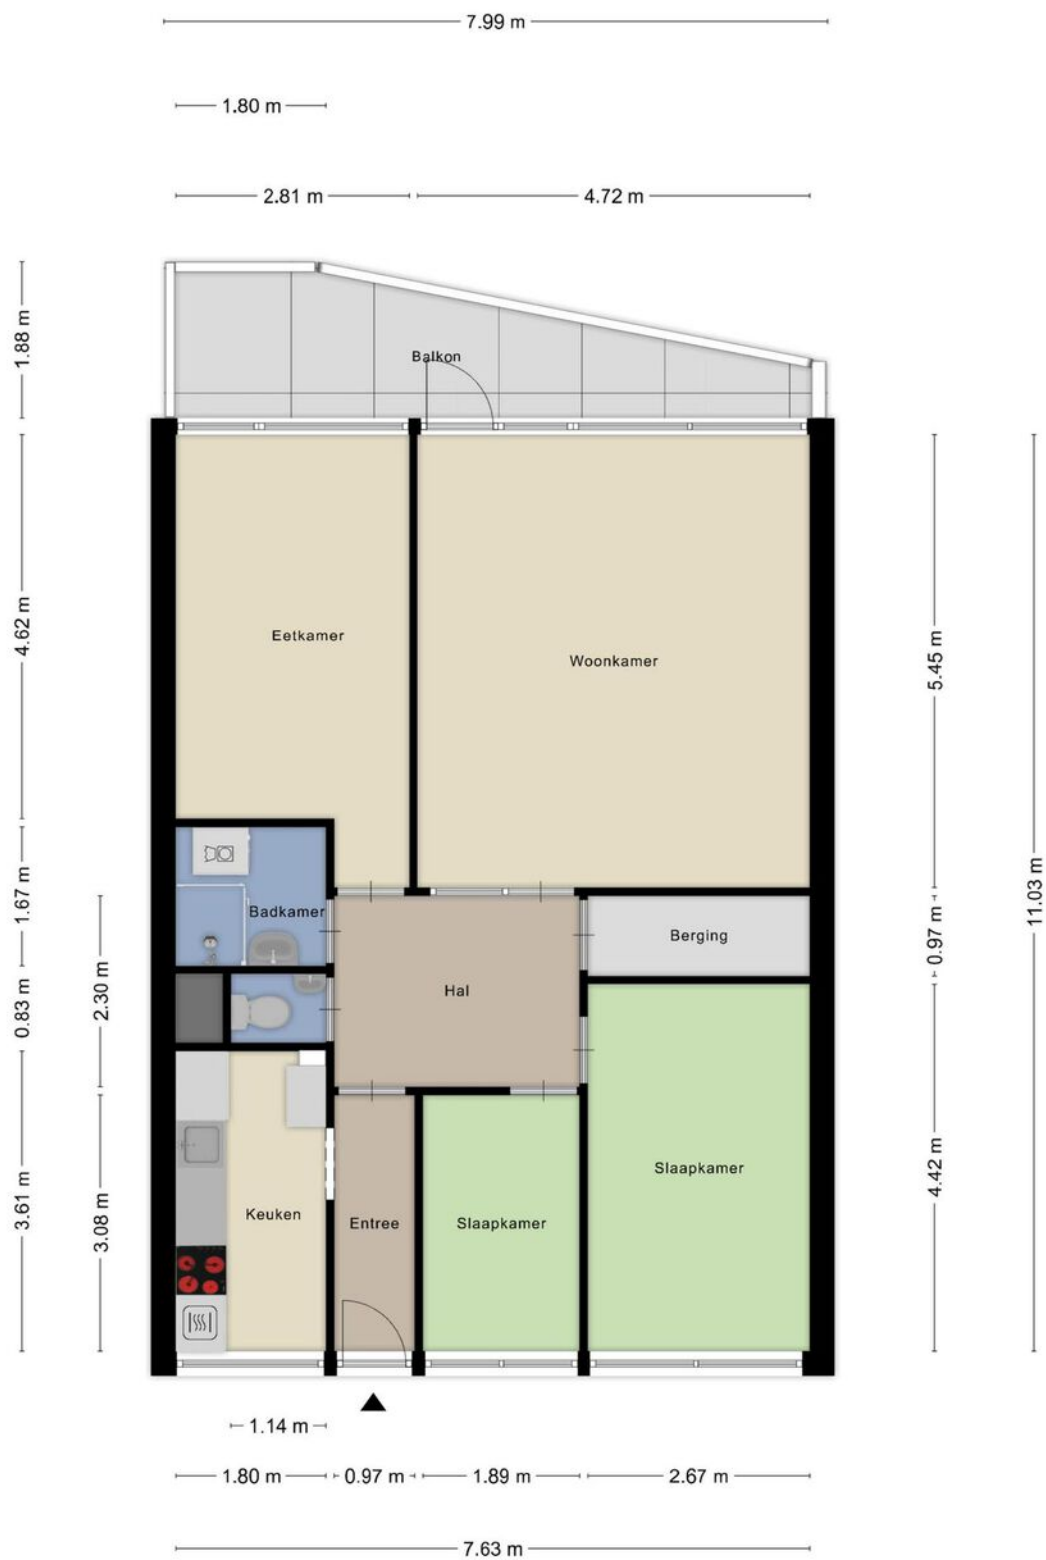 7.99 m
1.80 m
2.81 m
4.72 m
1.88 m
Balkon
4.62 m
5.45 m
Eetkamer
Woonkamer
11.03 m
1.67 m
Badkamer
0.97 m
Berging
2.30 m
0.83 m
Hal
4.42 m
Slaapkamer
3.61 m
3.08 m
Keuken
Entree
Slaapkamer
1.14 m
1.80 m
0.97 m
1.89 m
2.67 m
7.63 m